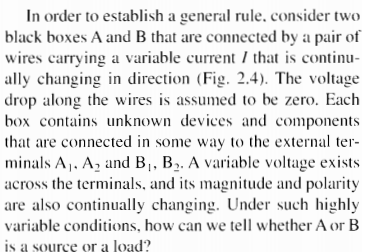 In order to establish a general rule, consider two
black boxes A and B that are connected by a pair of
wires carrying a variable current I that is continu-
ally changing in direction (Fig. 2.4). The voltage
drop along the wires is assumed to be zero. Each
box contains unknown devices and components
that are connected in some way to the external ter-
minals A₁, A₂ and B₁, B₂. A variable voltage exists
across the terminals, and its magnitude and polarity
are also continually changing. Under such highly
variable conditions, how can we tell whether A or B
is a source or a load?